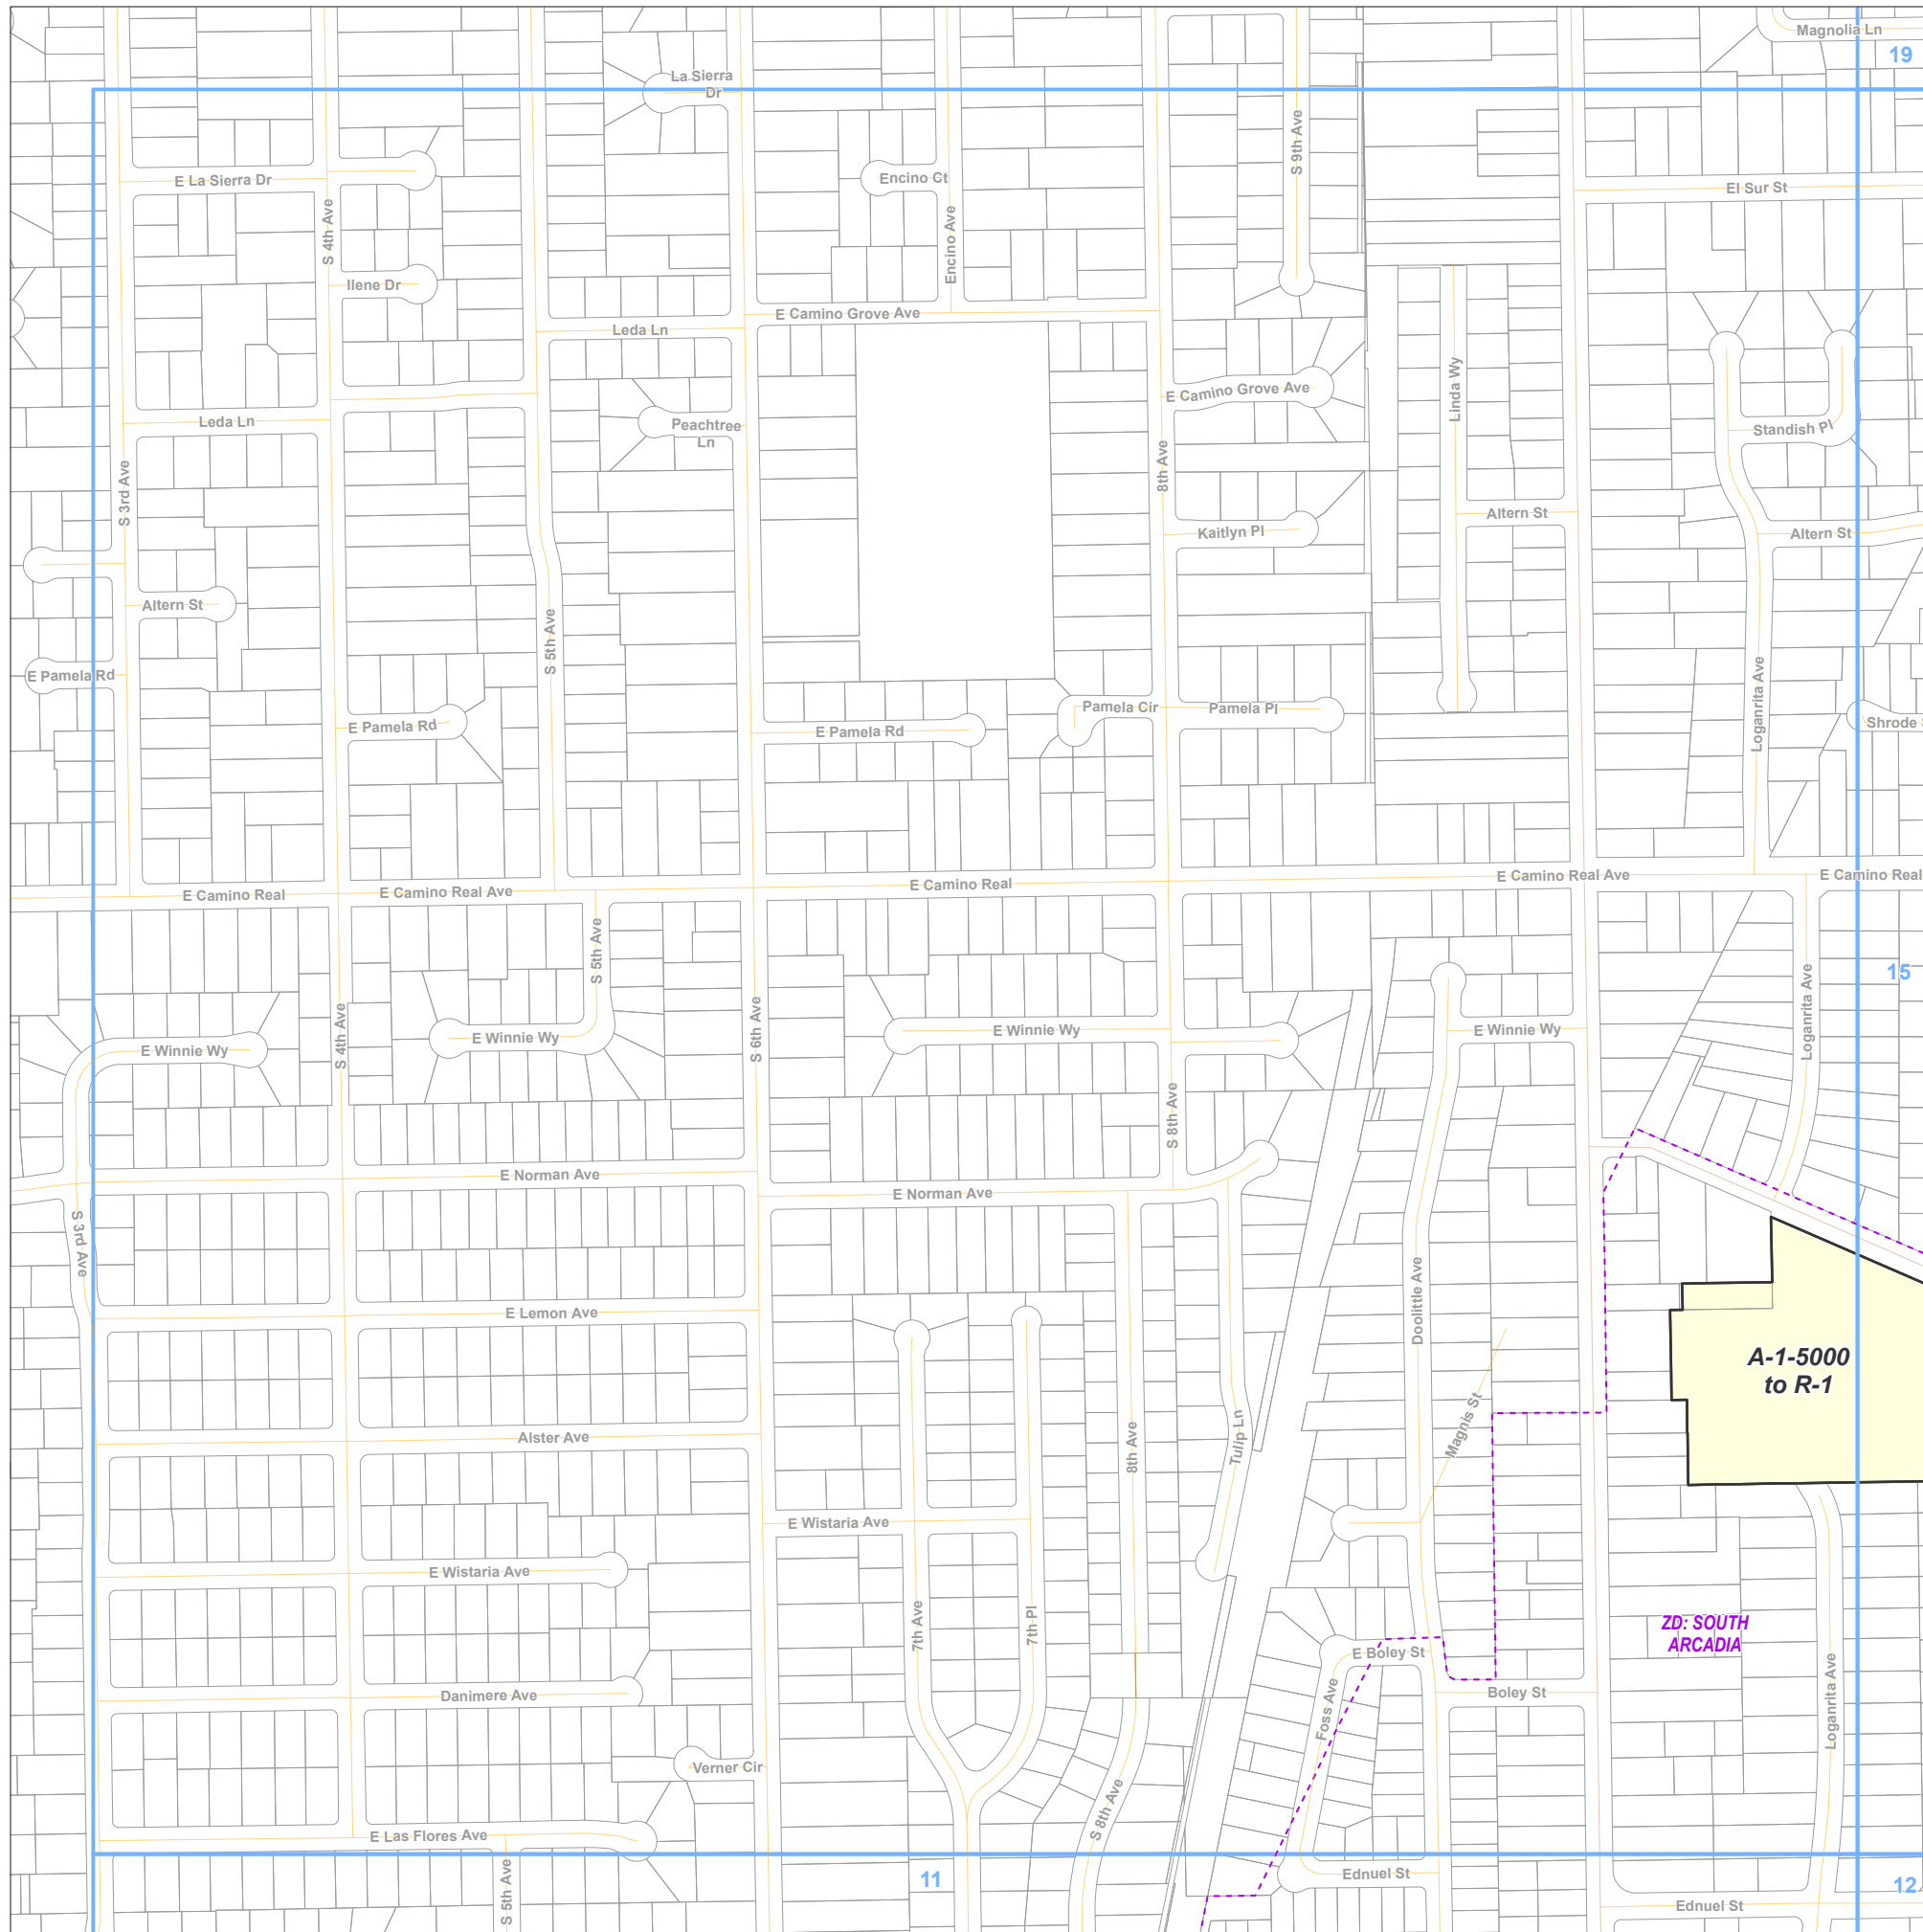 Magnolia Ln
19
La Sierra
Dr
S 9th Ave
E La Sierra Dr
Encino Ct
El Sur St
S 4th Ave
Encino Ave
Ilene Dr
E Camino Grove Ave
Leda Ln
E Camino Grove Ave
Linda Wy
Leda Ln
Peachtree
Ln
Standish Pl
8th Ave
S 3rd Ave
Altern St
Kaitlyn Pl
Altern St
Altern St
S 5th Ave
E Pamela Rd
Loganrita Ave
Pamela Cir
Pamela Pl
Shrode
E Pamela Rd
E Pamela Rd
E Camino Real
E Camino Real Ave
E Camino Real
E Camino Real Ave
E Camino Real
S 5th Ave
15
Loganrita Ave
S 4th Ave
S 6th Ave
E Winnie Wy
E Winnie Wy
E Winnie Wy
E Winnie Wy
S 8th Ave
E Norman Ave
E Norman Ave
S 3rd Ave
Doolittle Ave
E Lemon Ave
A-1-5000
to R-1
Magnis St
Tulip Ln
8th Ave
Alster Ave
E Wistaria Ave
E Wistaria Ave
7th Ave
7th Pl
ZD: SOUTH
ARCADIA
E Boley St
Boley St
Danimere Ave
Foss Ave
Loganrita Ave
Verner Cir
S 8th Ave
E Las Flores Ave
11
Ednuel St
12
S 5th Ave
Ednuel St